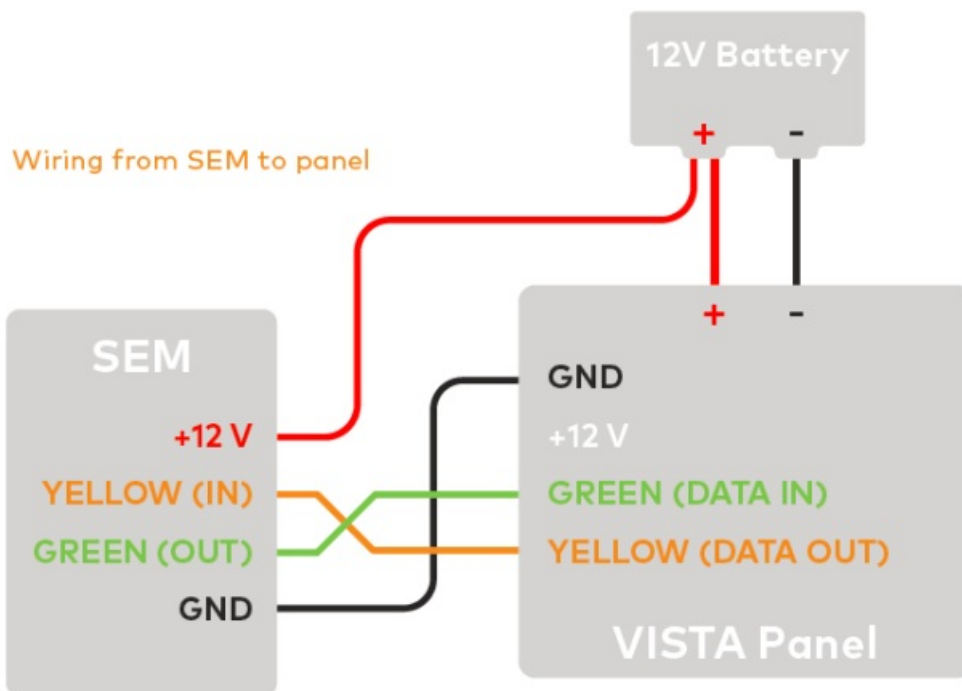 12V Battery
+ -
Wiring from SEM to panel
+ -
SEM
+12 V
YELLOW (IN)
GREEN (OUT)
GND
GND
+12 V
GREEN (DATA IN)
YELLOW (DATA OUT)
VISTA Panel